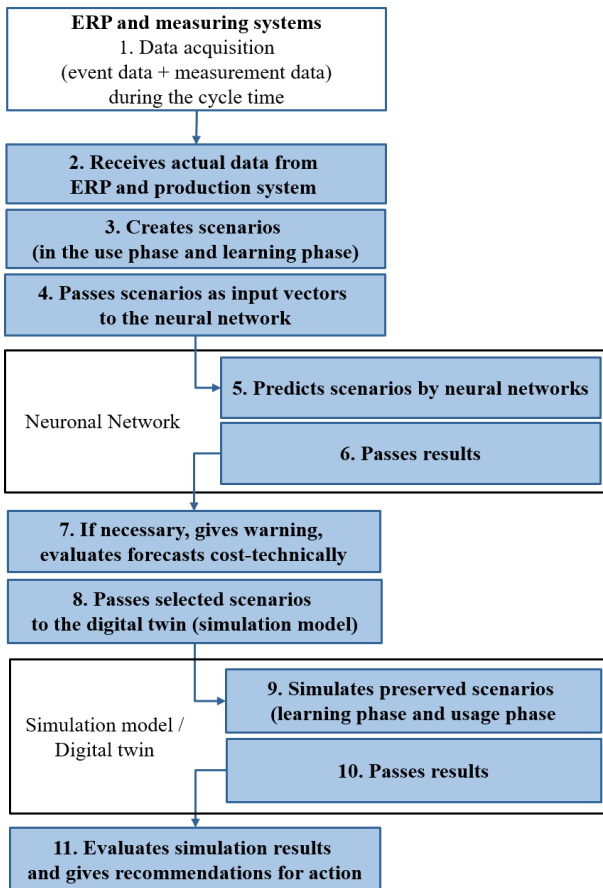 ERP and measuring systems
1. Data acquisition
(event data + measurement data)
during the cycle time
2. Receives actual data from
ERP and production system
3. Creates scenarios
(in the use phase and learning phase)
4. Passes scenarios as input vectors
to the neural network
Neuronal Network
5. Predicts scenarios by neural networks
6. Passes results
7. If necessary, gives warning,
evaluates forecasts cost-technically
8. Passes selected scenarios
to the digital twin (simulation model)
Simulation model /
Digital twin
9. Simulates preserved scenarios
(learning phase and usage phase
10. Passes results
11. Evaluates simulation results
and gives recommendations for action